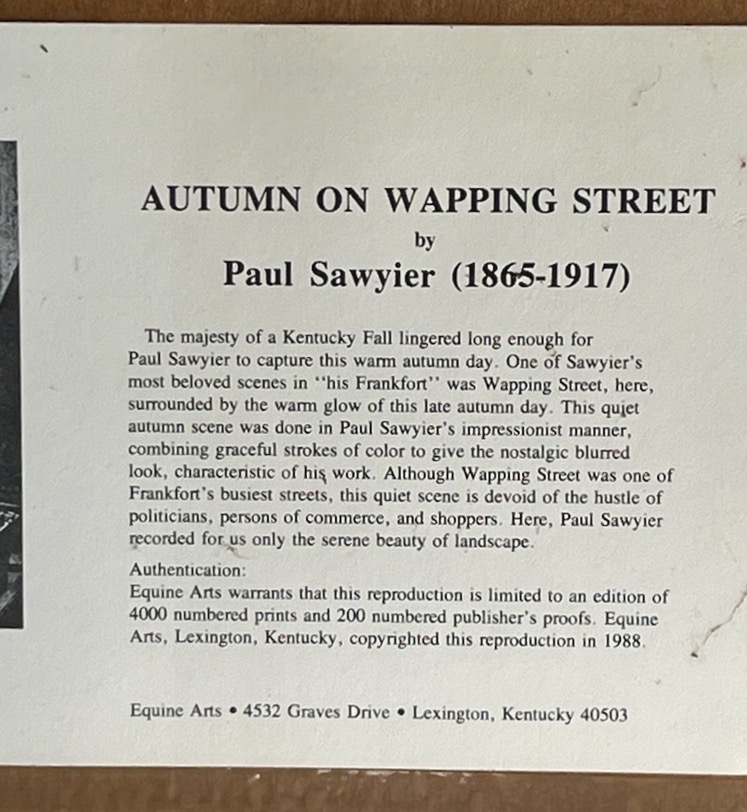 AUTUMN ON WAPPING STREET
by
Paul Sawyier (1865-1917)
The majesty of a Kentucky Fall lingered long enough for
Paul Sawyier to capture this warm autumn day. One of Sawyier's
most beloved scenes in "his Frankfort" was Wapping Street, here,
surrounded by the warm glow of this late autumn day. This quiet
autumn scene was done in Paul Sawyier's impressionist manner,
combining graceful strokes of color to give the nostalgic blurred
look, characteristic of his work. Although Wapping Street was one of
Frankfort's busiest streets, this quiet scene is devoid of the hustle of
politicians, persons of commerce, and shoppers. Here, Paul Sawyier
recorded for us only the serene beauty of landscape.
Authentication:
Equine Arts warrants that this reproduction is limited to an edition of
4000 numbered prints and 200 numbered publisher's proofs. Equine
Arts, Lexington, Kentucky, copyrighted this reproduction in 1988.
Equine Arts • 4532 Graves Drive • Lexington, Kentucky 40503